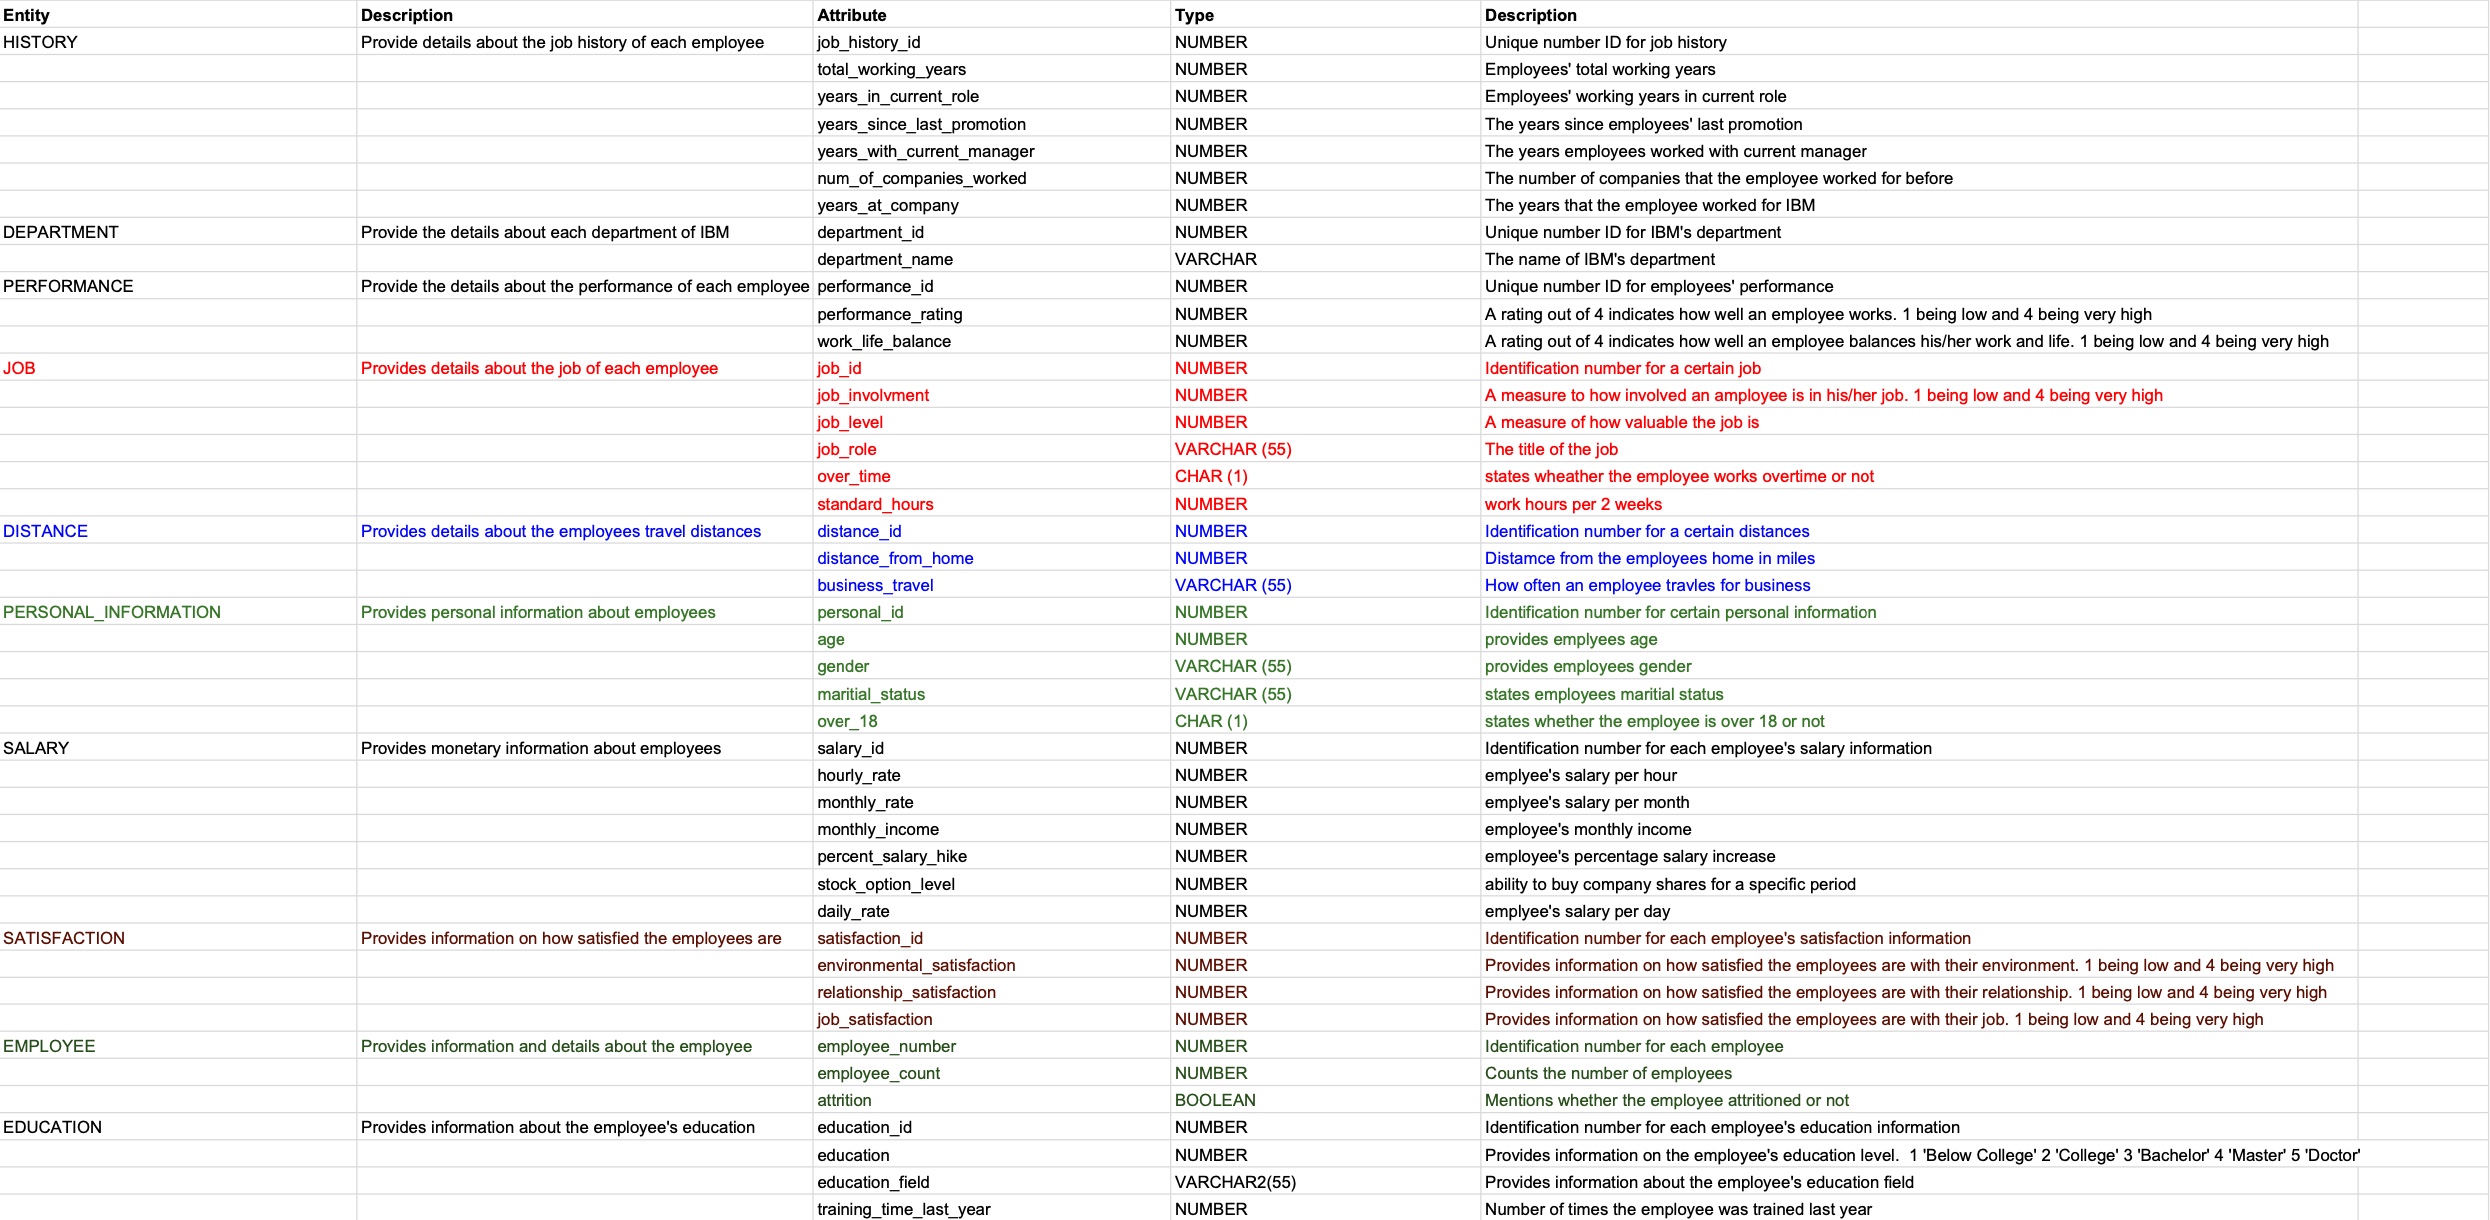 Entity Description Attribute Type Description
HISTORY Provide details about the job history of each employee job_history_id NUMBER Unique number ID for job history
total_working_years NUMBER Employees' total working years
years_in_current_role NUMBER Employees' working years in current role
years_since_last_promotion NUMBER The years since employees' last promotion
years_with_current_manager NUMBER The years employees worked with current manager
num_of_companies_worked NUMBER The number of companies that the employee worked for before
years_at_company NUMBER The years that the employee worked for IBM
DEPARTMENT Provide the details about each department of IBM department_id NUMBER Unique number ID for IBM's department
department_name VARCHAR The name of IBM's department
PERFORMANCE Provide the details about the performance of each employee performance_id NUMBER Unique number ID for employees' performance
performance_rating NUMBER A rating out of 4 indicates how well an employee works. 1 being low and 4 being very high
work_life_balance NUMBER A rating out of 4 indicates how well an employee balances his/her work and life. 1 being low and 4 being very high
JOB Provides details about the job of each employee job_id NUMBER Identification number for a certain job
job_involvment NUMBER A measure to how involved an amployee is in his/her job. 1 being low and 4 being very high
job_level NUMBER A measure of how valuable the job is
job_role VARCHAR (55) The title of the job
over_time CHAR (1) states wheather the employee works overtime or not
standard_hours NUMBER work hours per 2 weeks
DISTANCE Provides details about the employees travel distances distance_id NUMBER Identification number for a certain distances
distance_from_home NUMBER Distamce from the employees home in miles
business_travel VARCHAR (55) How often an employee travles for business
PERSONAL_INFORMATION Provides personal information about employees personal_id NUMBER Identification number for certain personal information
age NUMBER provides emplyees age
gender VARCHAR (55) provides employees gender
maritial_status VARCHAR (55) states employees maritial status
over_18 CHAR (1) states whether the employee is over 18 or not
SALARY Provides monetary information about employees salary_id NUMBER Identification number for each employee's salary information
hourly_rate NUMBER emplyee's salary per hour
monthly_rate NUMBER emplyee's salary per month
monthly_income NUMBER employee's monthly income
percent_salary_hike NUMBER employee's percentage salary increase
stock_option_level NUMBER ability to buy company shares for a specific period
daily_rate NUMBER emplyee's salary per day
SATISFACTION Provides information on how satisfied the employees are satisfaction_id NUMBER Identification number for each employee's satisfaction information
environmental_satisfaction NUMBER Provides information on how satisfied the employees are with their environment. 1 being low and 4 being very high
relationship_satisfaction NUMBER Provides information on how satisfied the employees are with their relationship. 1 being low and 4 being very high
job_satisfaction NUMBER Provides information on how satisfied the employees are with their job. 1 being low and 4 being very high
EMPLOYEE Provides information and details about the employee employee_number NUMBER Identification number for each employee
employee_count NUMBER Counts the number of employees
attrition BOOLEAN Mentions whether the employee attritioned or not
EDUCATION Provides information about the employee's education education_id NUMBER Identification number for each employee's education information
education NUMBER Provides information on the employee's education level.  1 'Below College' 2 'College' 3 'Bachelor' 4 'Master' 5 'Doctor'
education_field VARCHAR2(55) Provides information about the employee's education field
training_time_last_year NUMBER Number of times the employee was trained last year